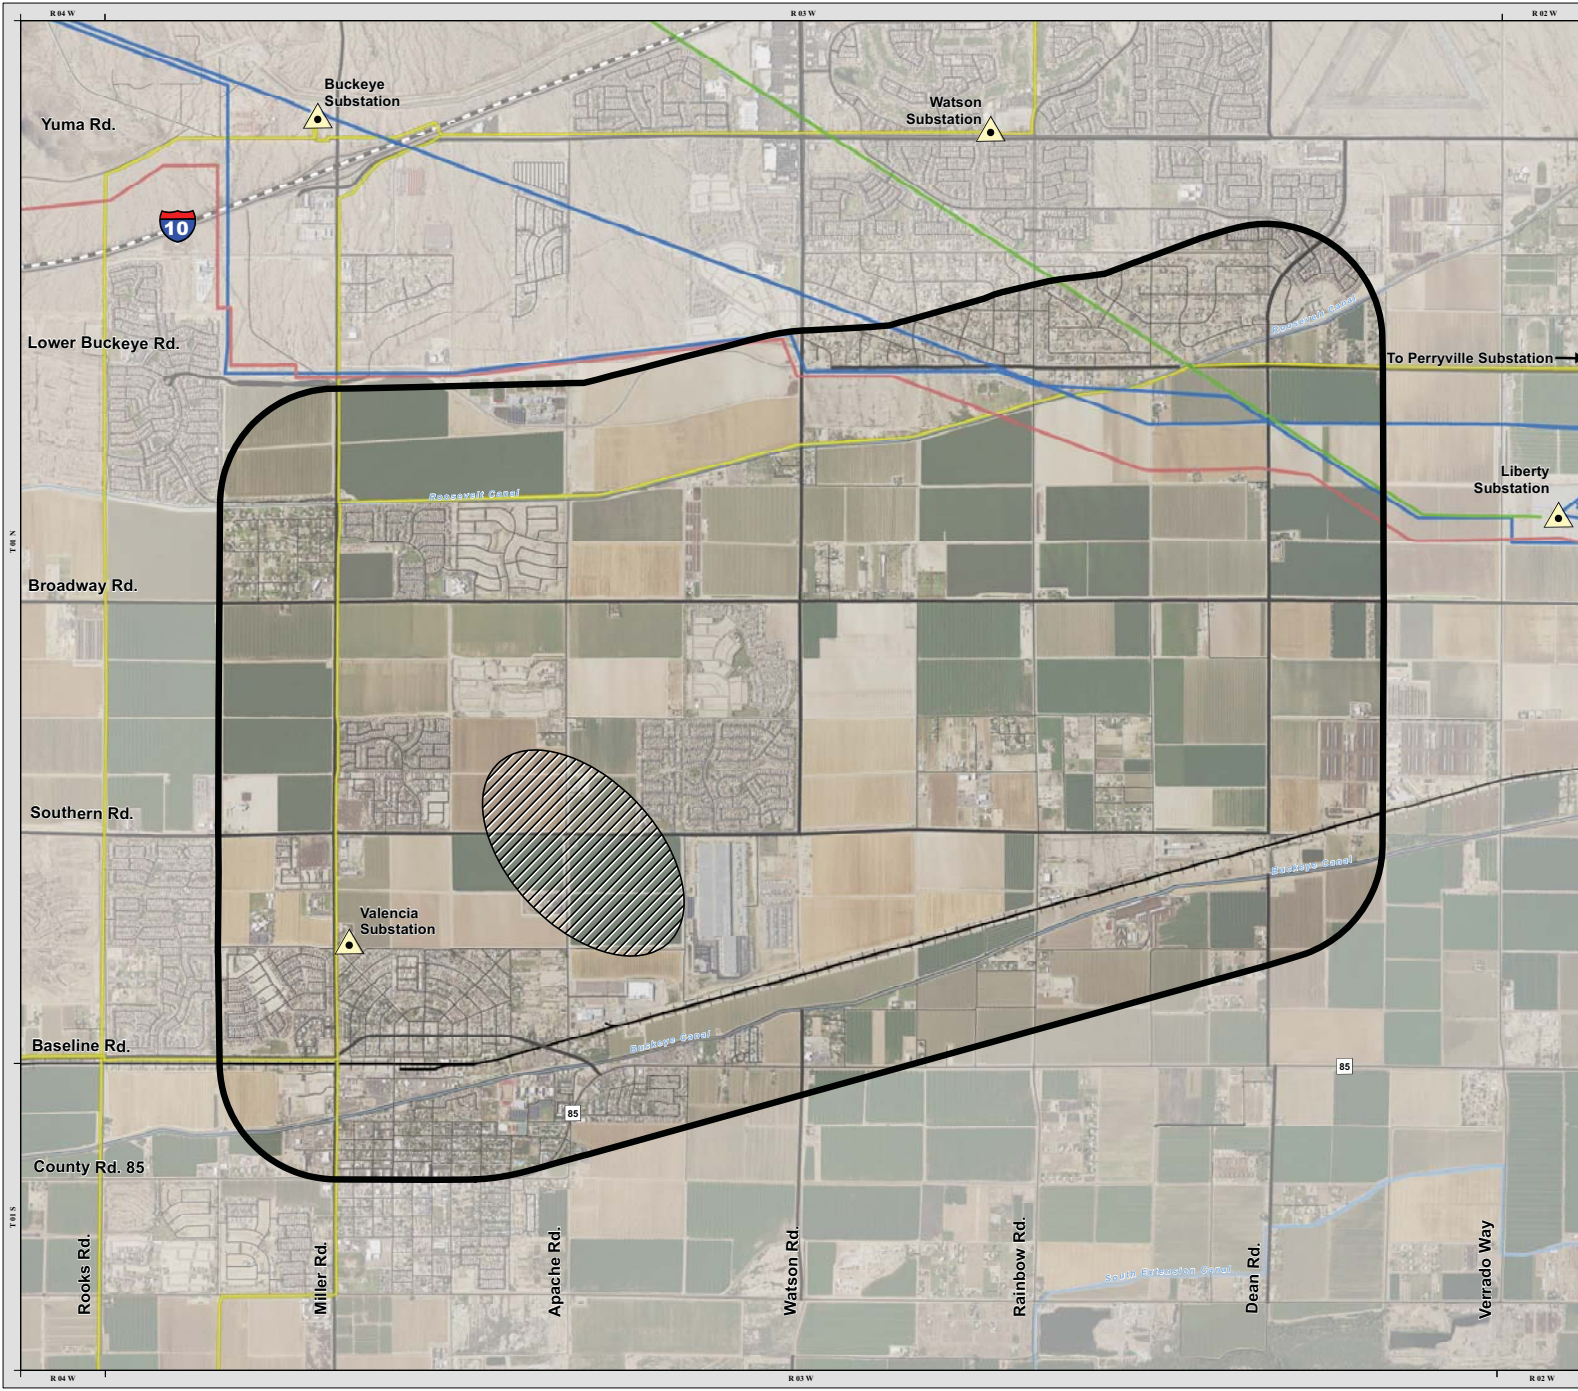 R 04 W
R 03 W
R 02 W
Buckeye
Substation
Watson
Substation
Yuma Rd.
10
Roosevelt Canal
Lower Buckeye Rd.
To Perryville Substation
Liberty
Substation
Roosevelt Canal
T 01 N
Broadway Rd.
Southern Rd.
Buckeye Canal
Valencia
Substation
Buckeye Canal
Baseline Rd.
85
85
County Rd. 85
T 01 S
Rooks Rd.
Miller Rd.
Apache Rd.
Watson Rd.
Rainbow Rd.
Dean Rd.
Verrado Way
South Extension Canal
R 04 W
R 03 W
R 02 W